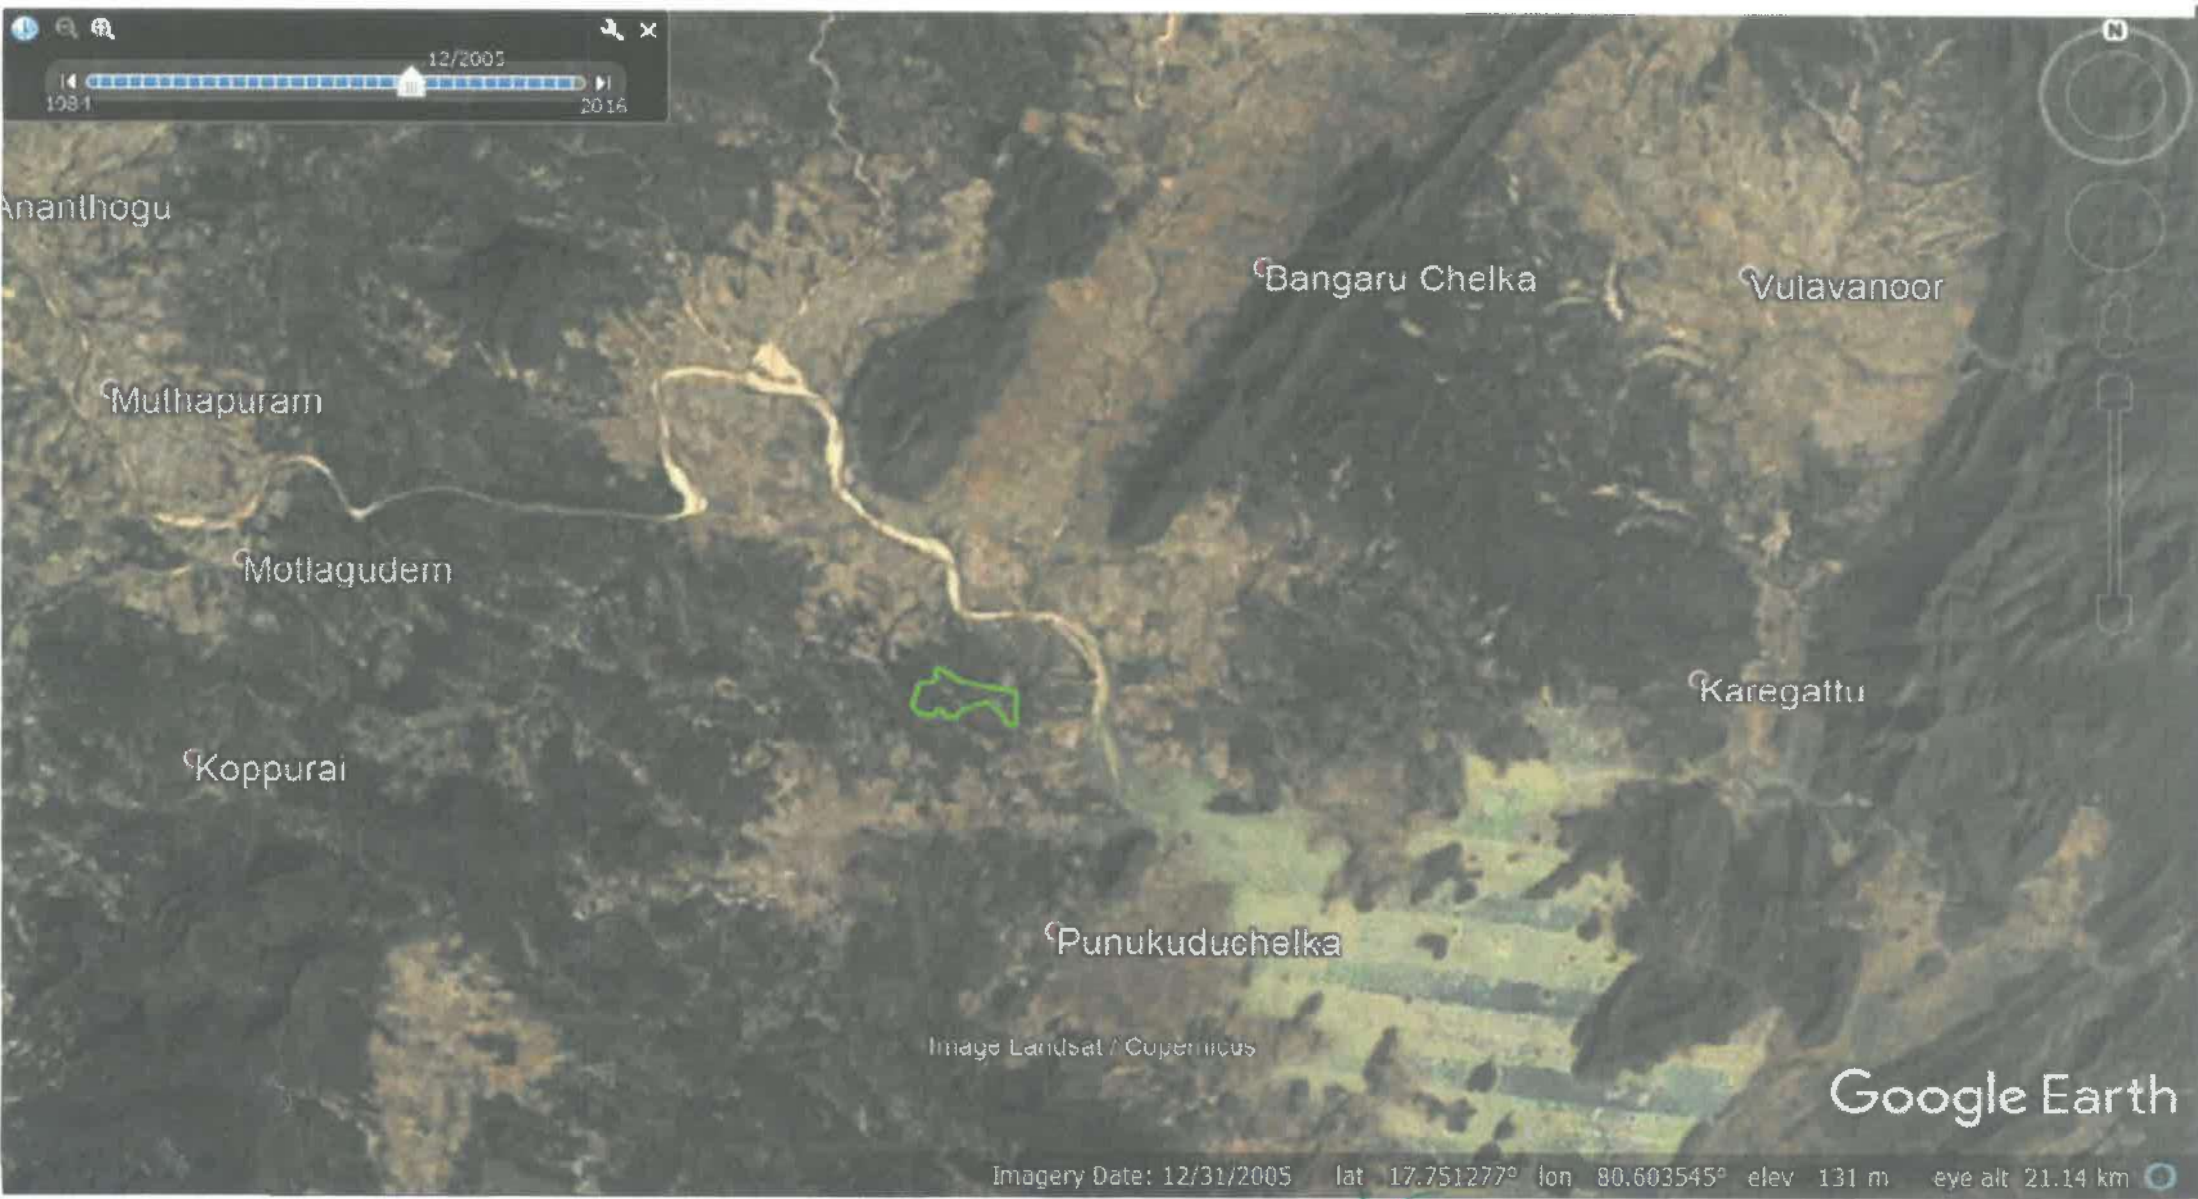 12/2005
1984
2016
N
Ananthogu
Bangaru Chelka
Vulavanoor
Muthapuram
Motlagudem
Karegattu
Koppurai
Punukuduchelka
Image Landsat / Copernicus
Google Earth
Imagery Date: 12/31/2005 lat 17.751277° lon 80.603545° elev 131 m eye alt 21.14 km